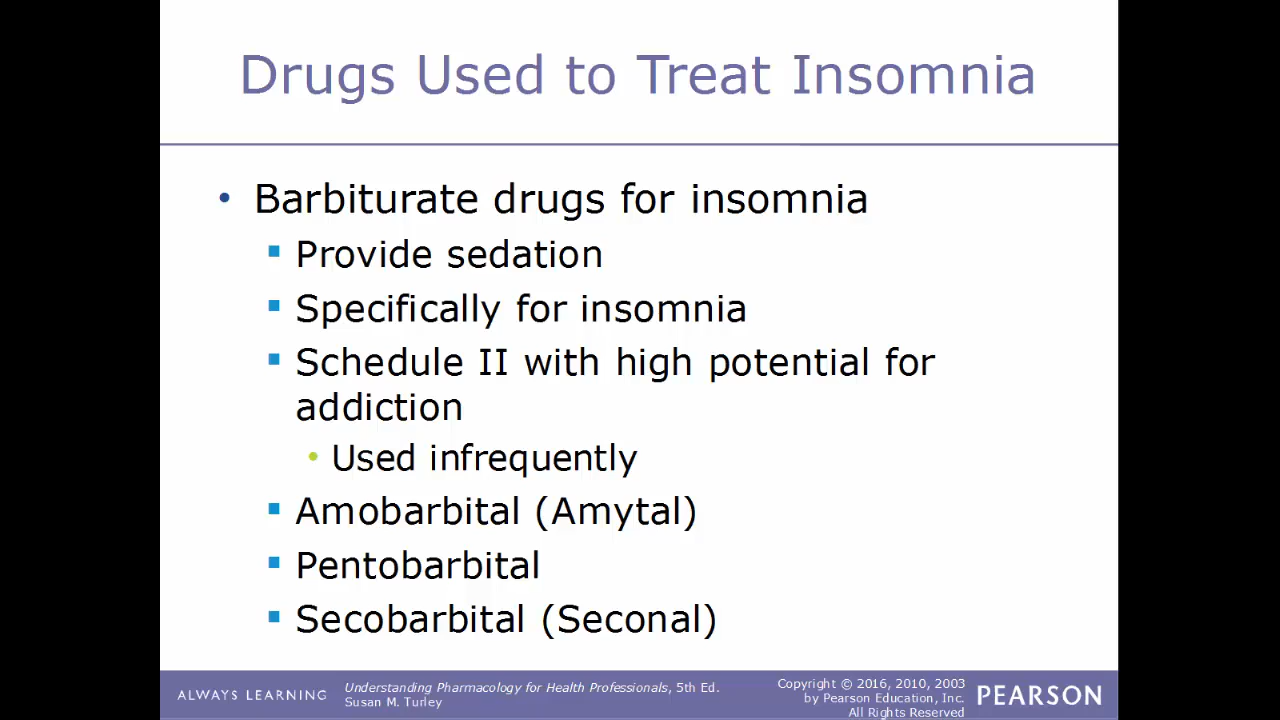 Drugs Used to Treat Insomnia
• Barbiturate drugs for insomnia
▪ Provide sedation
▪ Specifically for insomnia
▪ Schedule II with high potential for
addiction
• Used infrequently
▪ Amobarbital (Amytal)
▪ Pentobarbital
▪ Secobarbital (Seconal)
ALWAYS LEARNING
Understanding Pharmacology for Health Professionals, 5th Ed.
Susan M. Turley
Copyright © 2016, 2010, 2003
by Pearson Education, Inc.
All Rights Reserved
PEARSON